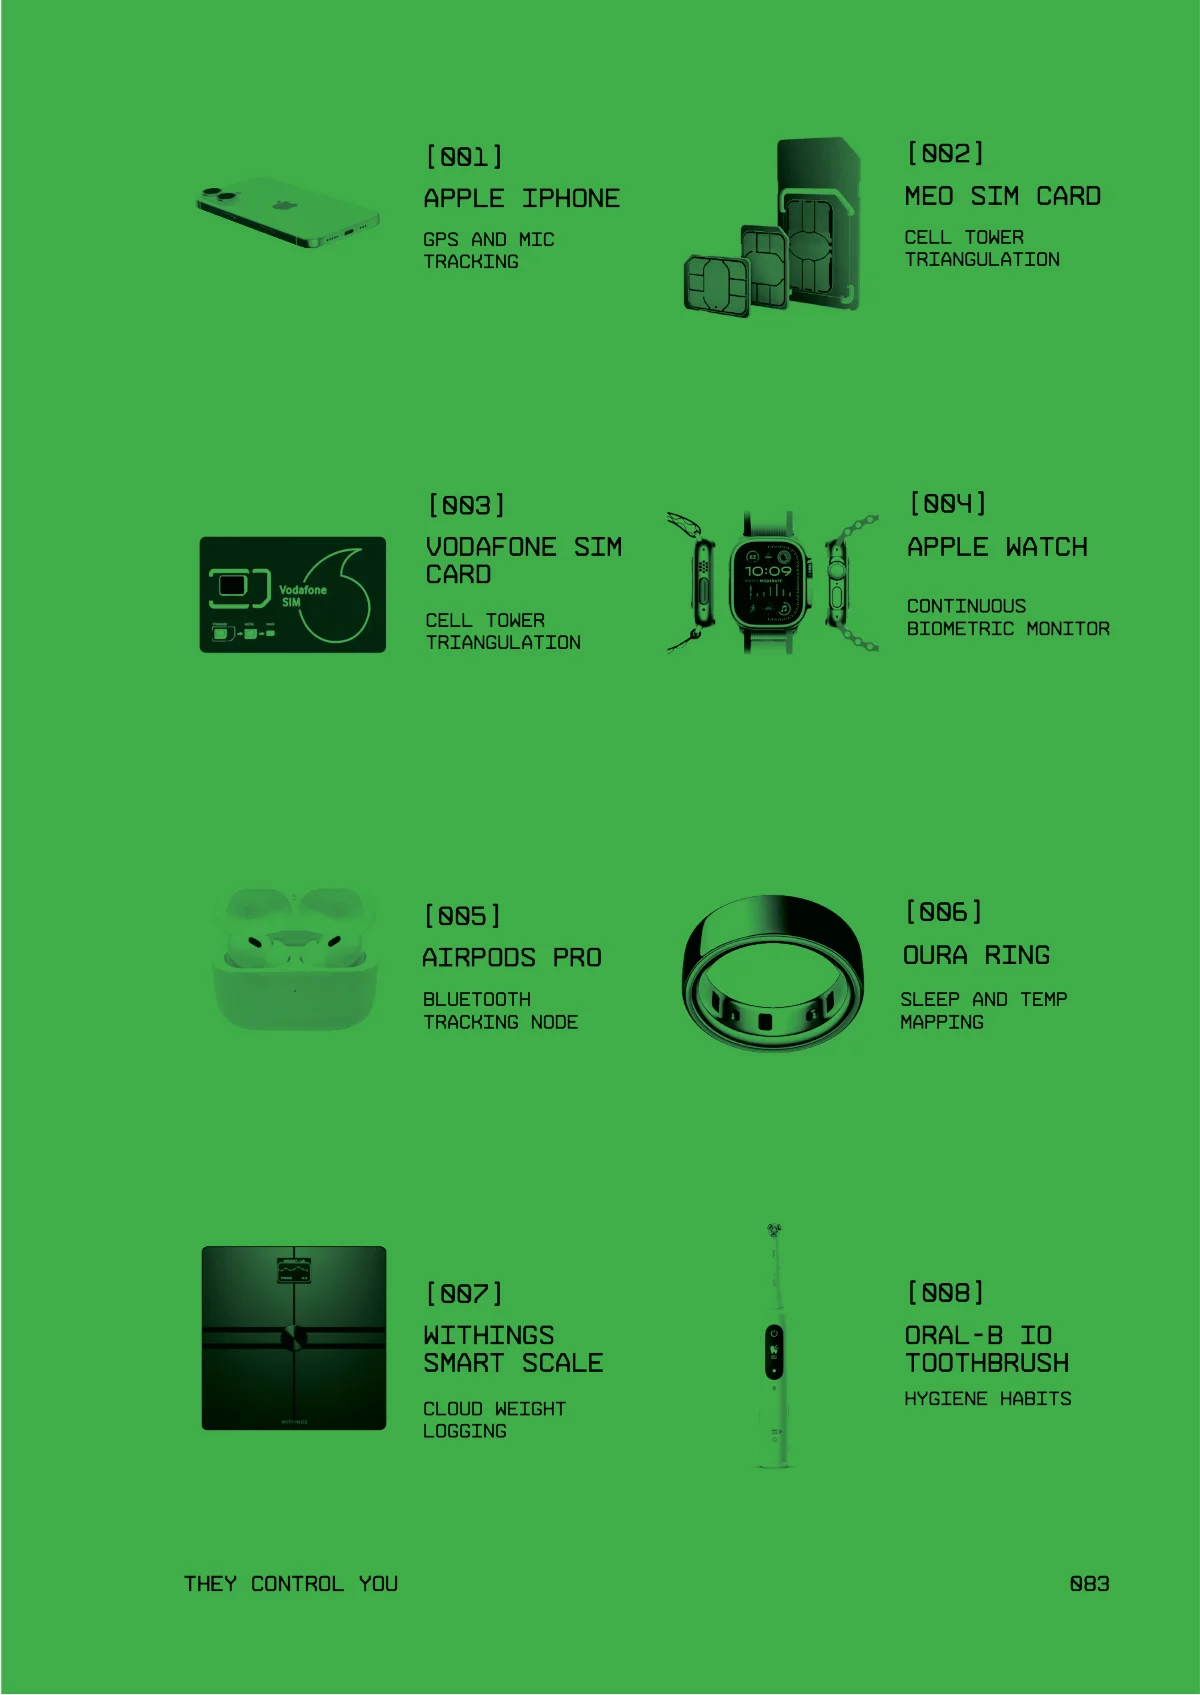 [001]
APPLE IPHONE
GPS AND MIC
TRACKING
[002]
MEO SIM CARD
CELL TOWER
TRIANGULATION
[003]
VODAFONE SIM
CARD
CELL TOWER
TRIANGULATION
Vodafone
SIM
[004]
APPLE WATCH
CONTINUOUS
BIOMETRIC MONITOR
10:09
[005]
AIRPODS PRO
BLUETOOTH
TRACKING NODE
[006]
OURA RING
SLEEP AND TEMP
MAPPING
[007]
WITHINGS
SMART SCALE
CLOUD WEIGHT
LOGGING
WITHINGS
[008]
ORAL-B IO
TOOTHBRUSH
HYGIENE HABITS
THEY CONTROL YOU
083